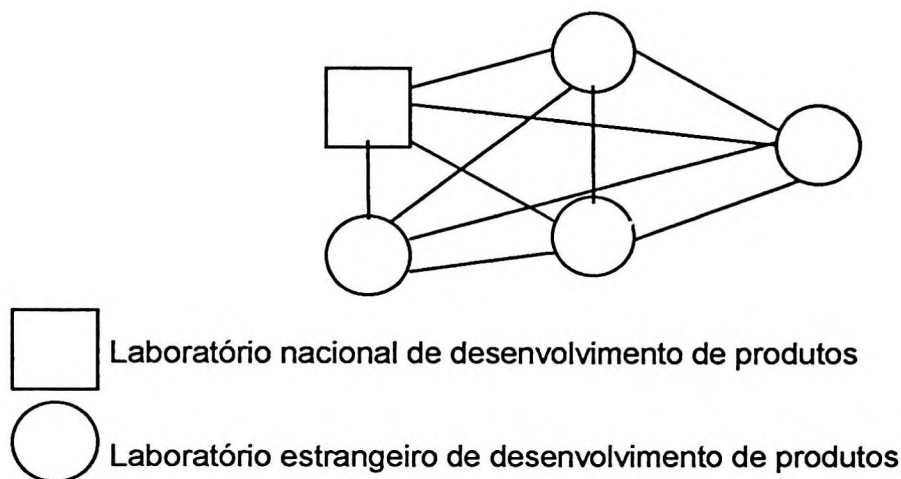 Laboratório nacional de desenvolvimento de produtos
Laboratório estrangeiro de desenvolvimento de produtos